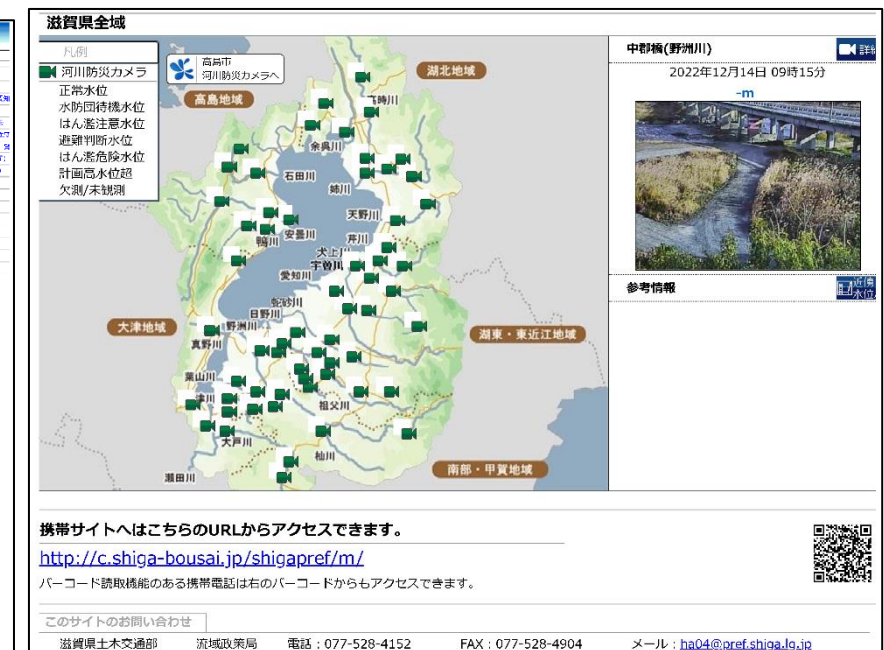 滋賀県全域
凡例
河川防災カメラ
正常水位
水防団待機水位
はん濫注意水位
避難判断水位
はん濫危険水位
計画高水位超
欠測/未観測
高島市
河川防災カメラへ
湖北地域
高島地域
高時川
余呉川
石田川
姉川
天野川
安曇川
鴨川
芹川
犬上川
宇曽川
愛知川
日野川
大津地域
野洲川
真野川
湖東・東近江地域
葉山川
祖父川
大戸川
杣川
瀬田川
南部・甲賀地域
中郡橋(野洲川)
詳細
2022年12月14日 09時15分
-m
参考情報
近傍
水位
携帯サイトへはこちらのURLからアクセスできます。
http://c.shiga-bousai.jp/shigapref/m/
バーコード読取機能のある携帯電話は右のバーコードからもアクセスできます。
このサイトのお問い合わせ
滋賀県土木交通部 流域政策局 電話：077-528-4152 FAX：077-528-4904 メール：ha04@pref.shiga.lg.jp